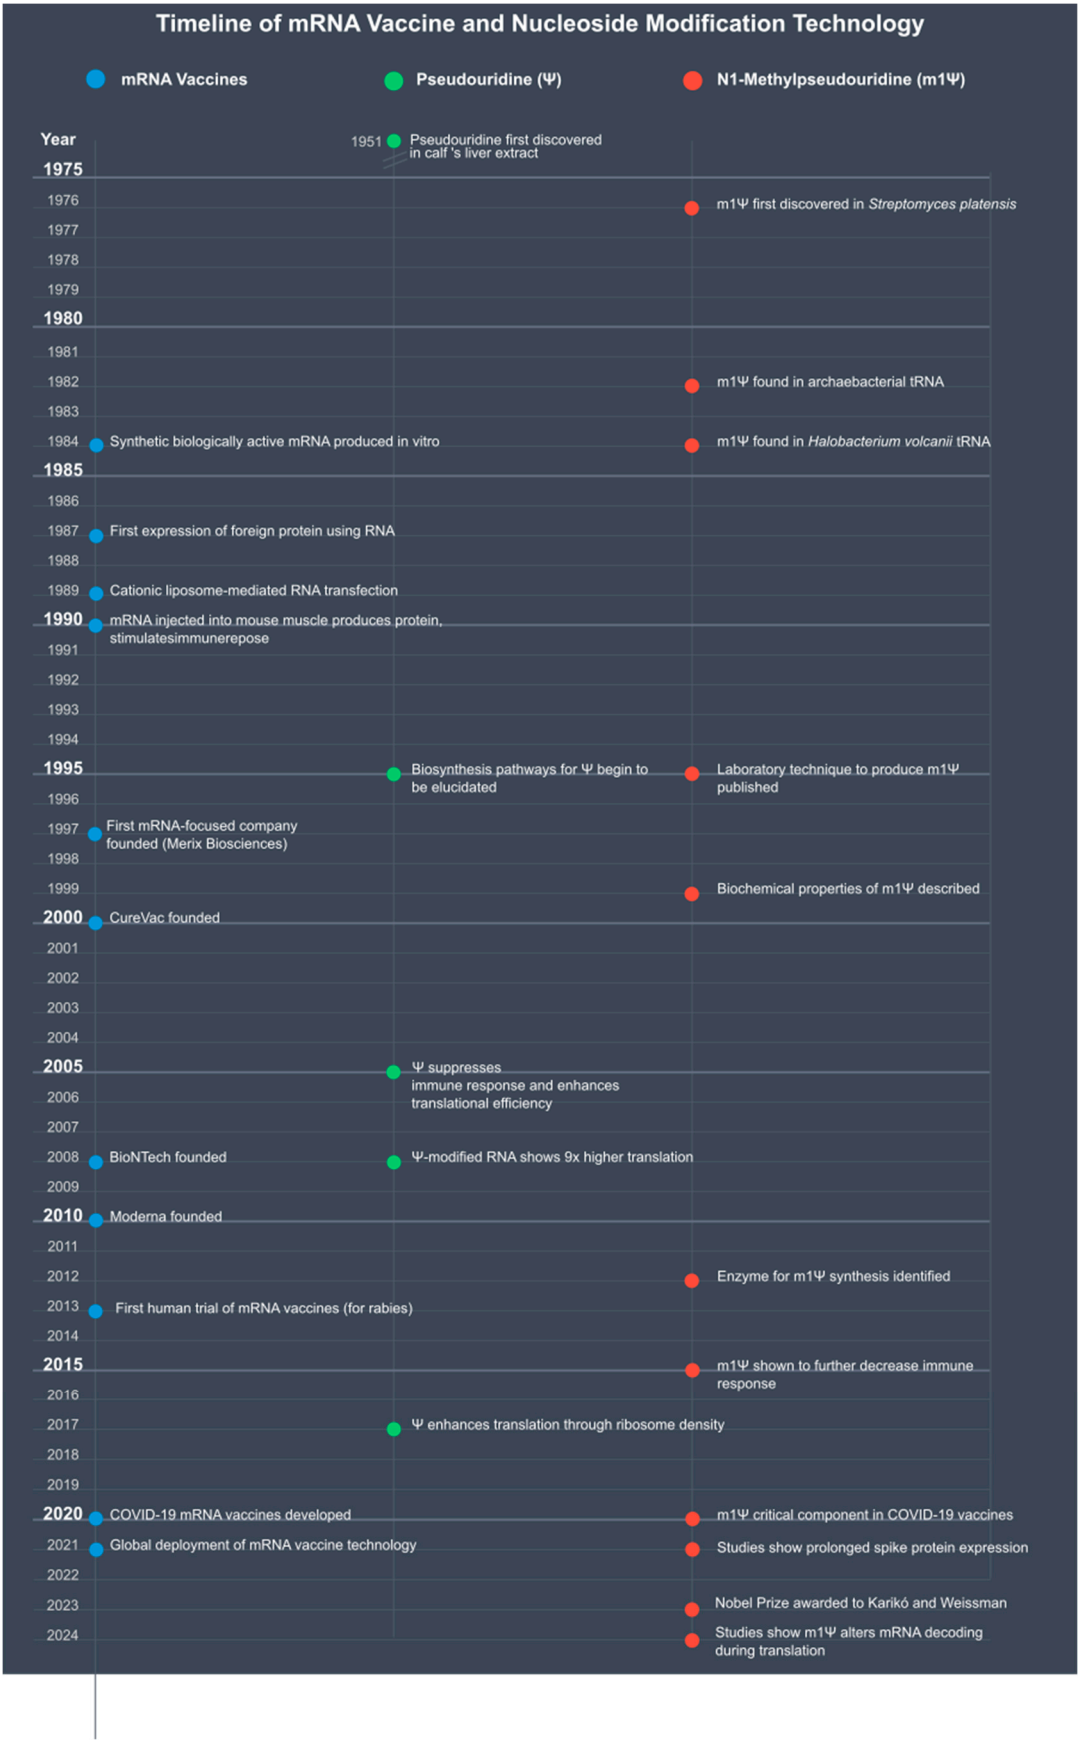 Timeline of mRNA Vaccine and Nucleoside Modification Technology
mRNA Vaccines
Pseudouridine (Ψ)
N1-Methylpseudouridine (m1Ψ)
Year
1951
Pseudouridine first discovered
in calf 's liver extract
1975
1976
m1Ψ first discovered in Streptomyces platensis
1977
1978
1979
1980
1981
1982
m1Ψ found in archaebacterial tRNA
1983
1984
Synthetic biologically active mRNA produced in vitro
m1Ψ found in Halobacterium volcanii tRNA
1985
1986
1987
First expression of foreign protein using RNA
1988
1989
Cationic liposome-mediated RNA transfection
1990
mRNA injected into mouse muscle produces protein,
stimulatesimmunerepose
1991
1992
1993
1994
1995
Biosynthesis pathways for Ψ begin to
be elucidated
Laboratory technique to produce m1Ψ
published
1996
1997
First mRNA-focused company
founded (Merix Biosciences)
1998
1999
Biochemical properties of m1Ψ described
2000
CureVac founded
2001
2002
2003
2004
2005
Ψ suppresses
immune response and enhances
translational efficiency
2006
2007
2008
BioNTech founded
Ψ-modified RNA shows 9x higher translation
2009
2010
Moderna founded
2011
2012
Enzyme for m1Ψ synthesis identified
2013
First human trial of mRNA vaccines (for rabies)
2014
2015
m1Ψ shown to further decrease immune
response
2016
2017
Ψ enhances translation through ribosome density
2018
2019
2020
COVID-19 mRNA vaccines developed
m1Ψ critical component in COVID-19 vaccines
2021
Global deployment of mRNA vaccine technology
Studies show prolonged spike protein expression
2022
2023
Nobel Prize awarded to Karikó and Weissman
2024
Studies show m1Ψ alters mRNA decoding
during translation